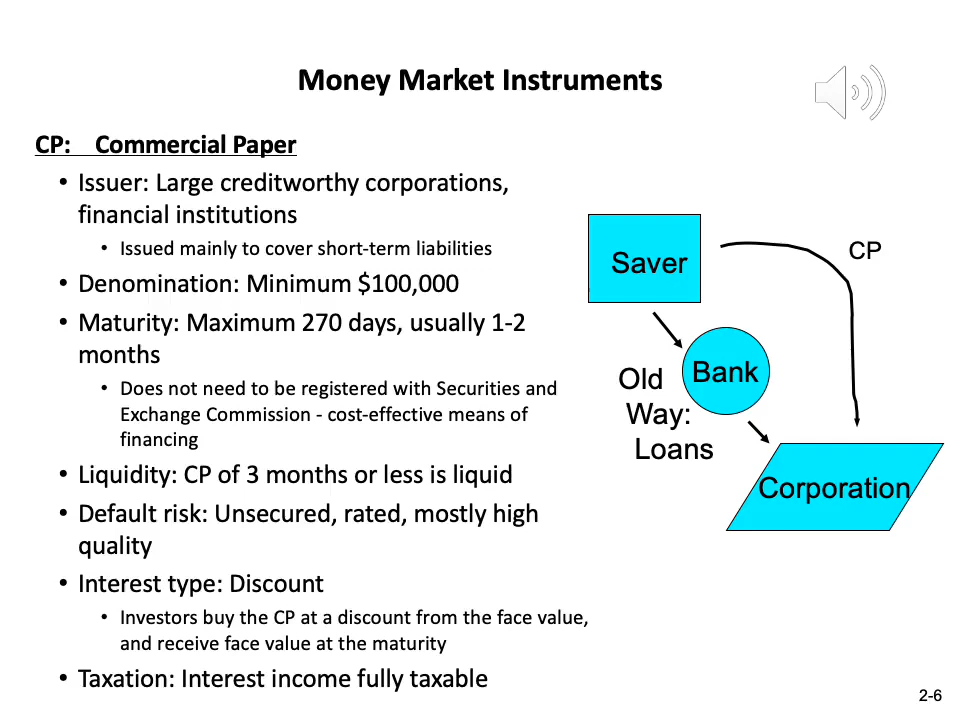 Money Market Instruments
CP: Commercial Paper
• Issuer: Large creditworthy corporations,
financial institutions
• Issued mainly to cover short-term liabilities
• Denomination: Minimum $100,000
• Maturity: Maximum 270 days, usually 1-2
months
• Does not need to be registered with Securities and
Exchange Commission - cost-effective means of
financing
• Liquidity: CP of 3 months or less is liquid
• Default risk: Unsecured, rated, mostly high
quality
• Interest type: Discount
• Investors buy the CP at a discount from the face value,
and receive face value at the maturity
• Taxation: Interest income fully taxable
Saver
CP
Bank
Old
Way:
Loans
Corporation
2-6